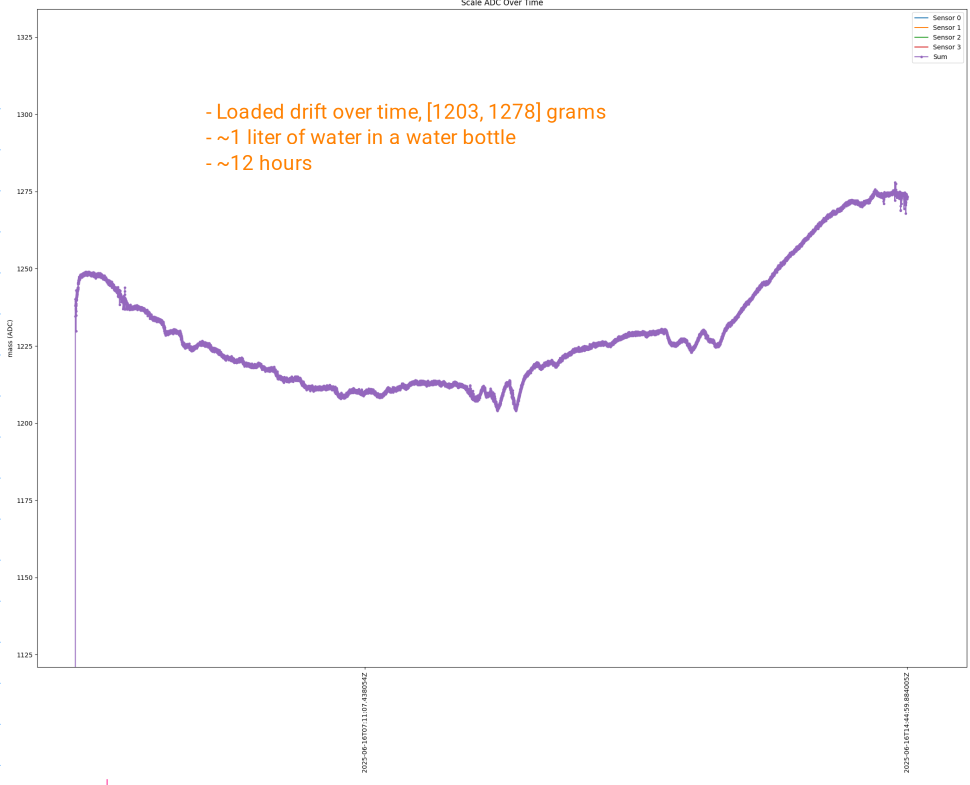 Scale ADC Over Time
Sensor 0
Sensor 1
Sensor 2
Sensor 3
Sum
- Loaded drift over time, [1203, 1278] grams
- ~1 liter of water in a water bottle
- ~12 hours
mass (ADC)
1325
1300
1275
1250
1225
1200
1175
1150
1125
2025-06-16T07:11:07.438054Z
2025-06-16T14:44:59.884005Z